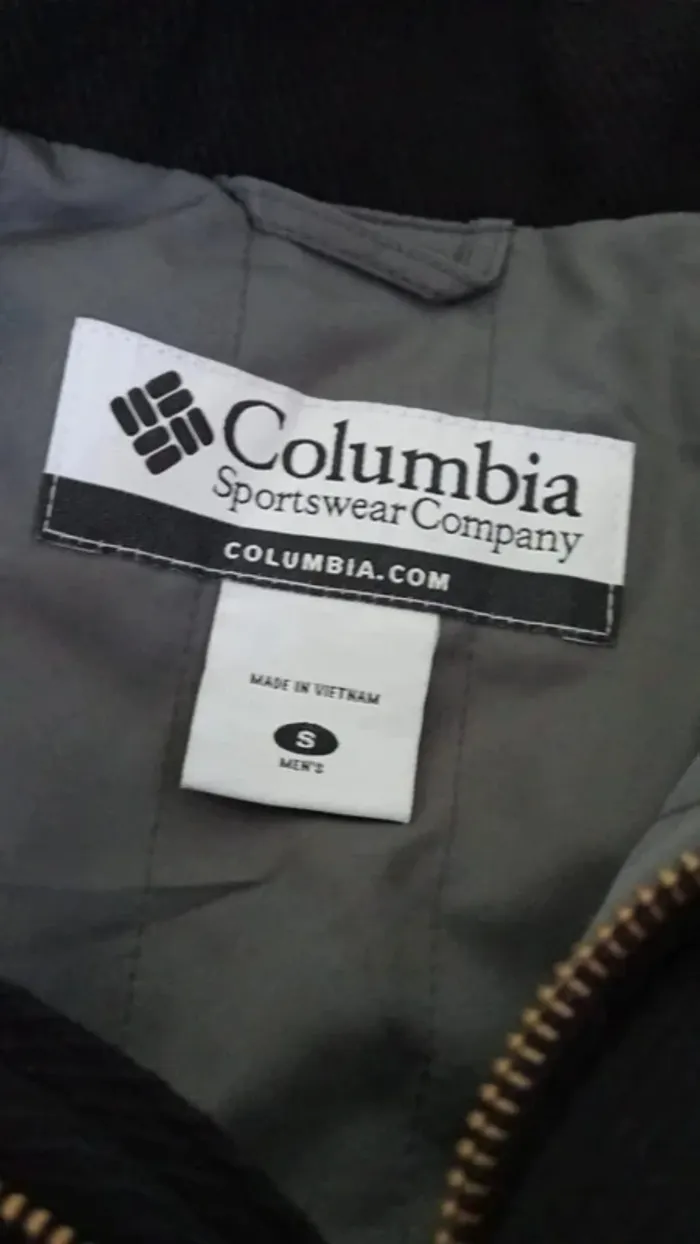 Columbia
Sportswear Company
COLUMBIA.COM
MADE IN VIETNAM
S
MEN'S